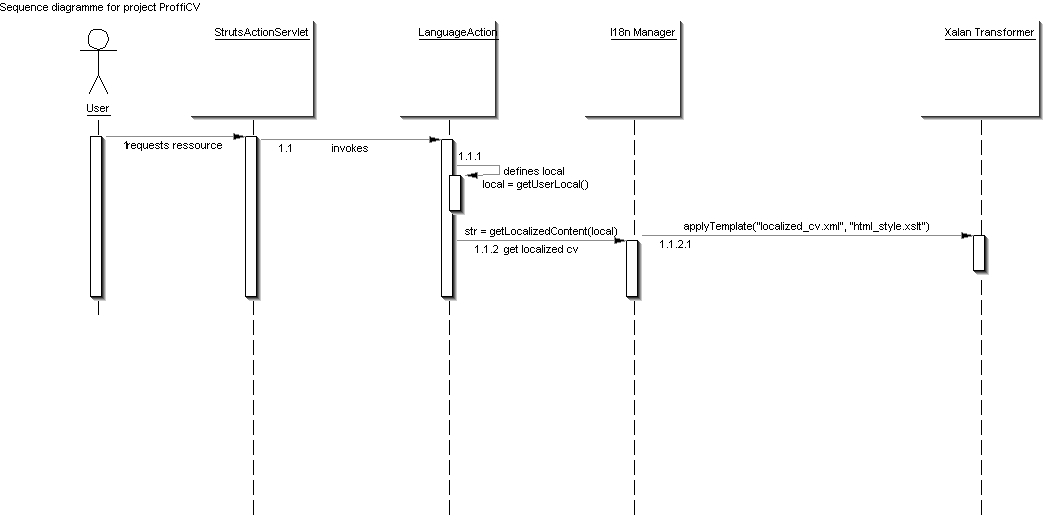 Sequence diagramme for project ProffiCV
StrutsActionServlet
LanguageAction
I18n Manager
Xalan Transformer
User
1requests ressource
1.1 invokes
1.1.1
defines local
local = getUserLocal()
str = getLocalizedContent(local)
1.1.2 get localized cv
applyTemplate("localized_cv.xml", "html_style.xslt")
1.1.2.1